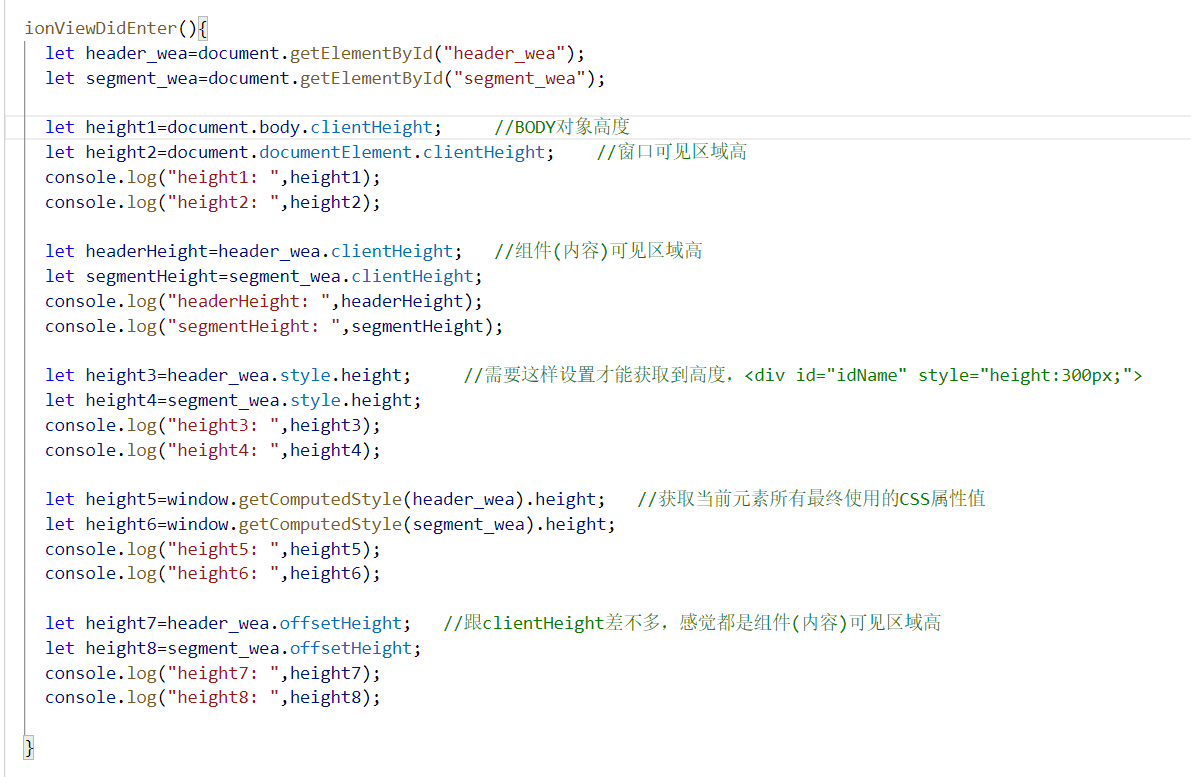 ionViewDidEnter(){
let header_wea=document.getElementById("header_wea");
let segment_wea=document.getElementById("segment_wea");
let height1=document.body.clientHeight; //BODY对象高度
let height2=document.documentElement.clientHeight; //窗口可见区域高
console.log("height1: ",height1);
console.log("height2: ",height2);
let headerHeight=header_wea.clientHeight; //组件(内容)可见区域高
let segmentHeight=segment_wea.clientHeight;
console.log("headerHeight: ",headerHeight);
console.log("segmentHeight: ",segmentHeight);
let height3=header_wea.style.height; //需要这样设置才能获取到高度，<div id="idName" style="height:300px;">
let height4=segment_wea.style.height;
console.log("height3: ",height3);
console.log("height4: ",height4);
let height5=window.getComputedStyle(header_wea).height; //获取当前元素所有最终使用的CSS属性值
let height6=window.getComputedStyle(segment_wea).height;
console.log("height5: ",height5);
console.log("height6: ",height6);
let height7=header_wea.offsetHeight; //跟clientHeight差不多，感觉都是组件(内容)可见区域高
let height8=segment_wea.offsetHeight;
console.log("height7: ",height7);
console.log("height8: ",height8);
}